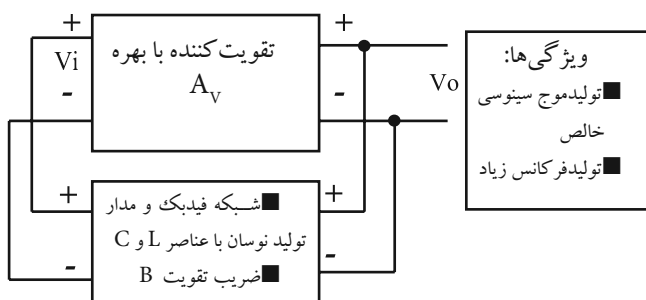 +
Vi
-
تقویت‌کننده با بهره
A_V
+
-
Vo
ویژگی‌ها:
■تولیدموج سینوسی
خالص
■تولیدفرکانس زیاد
+
-
■شبکه فیدبک و مدار
تولید نوسان با عناصر L و C
■ضریب تقویت B
+
-